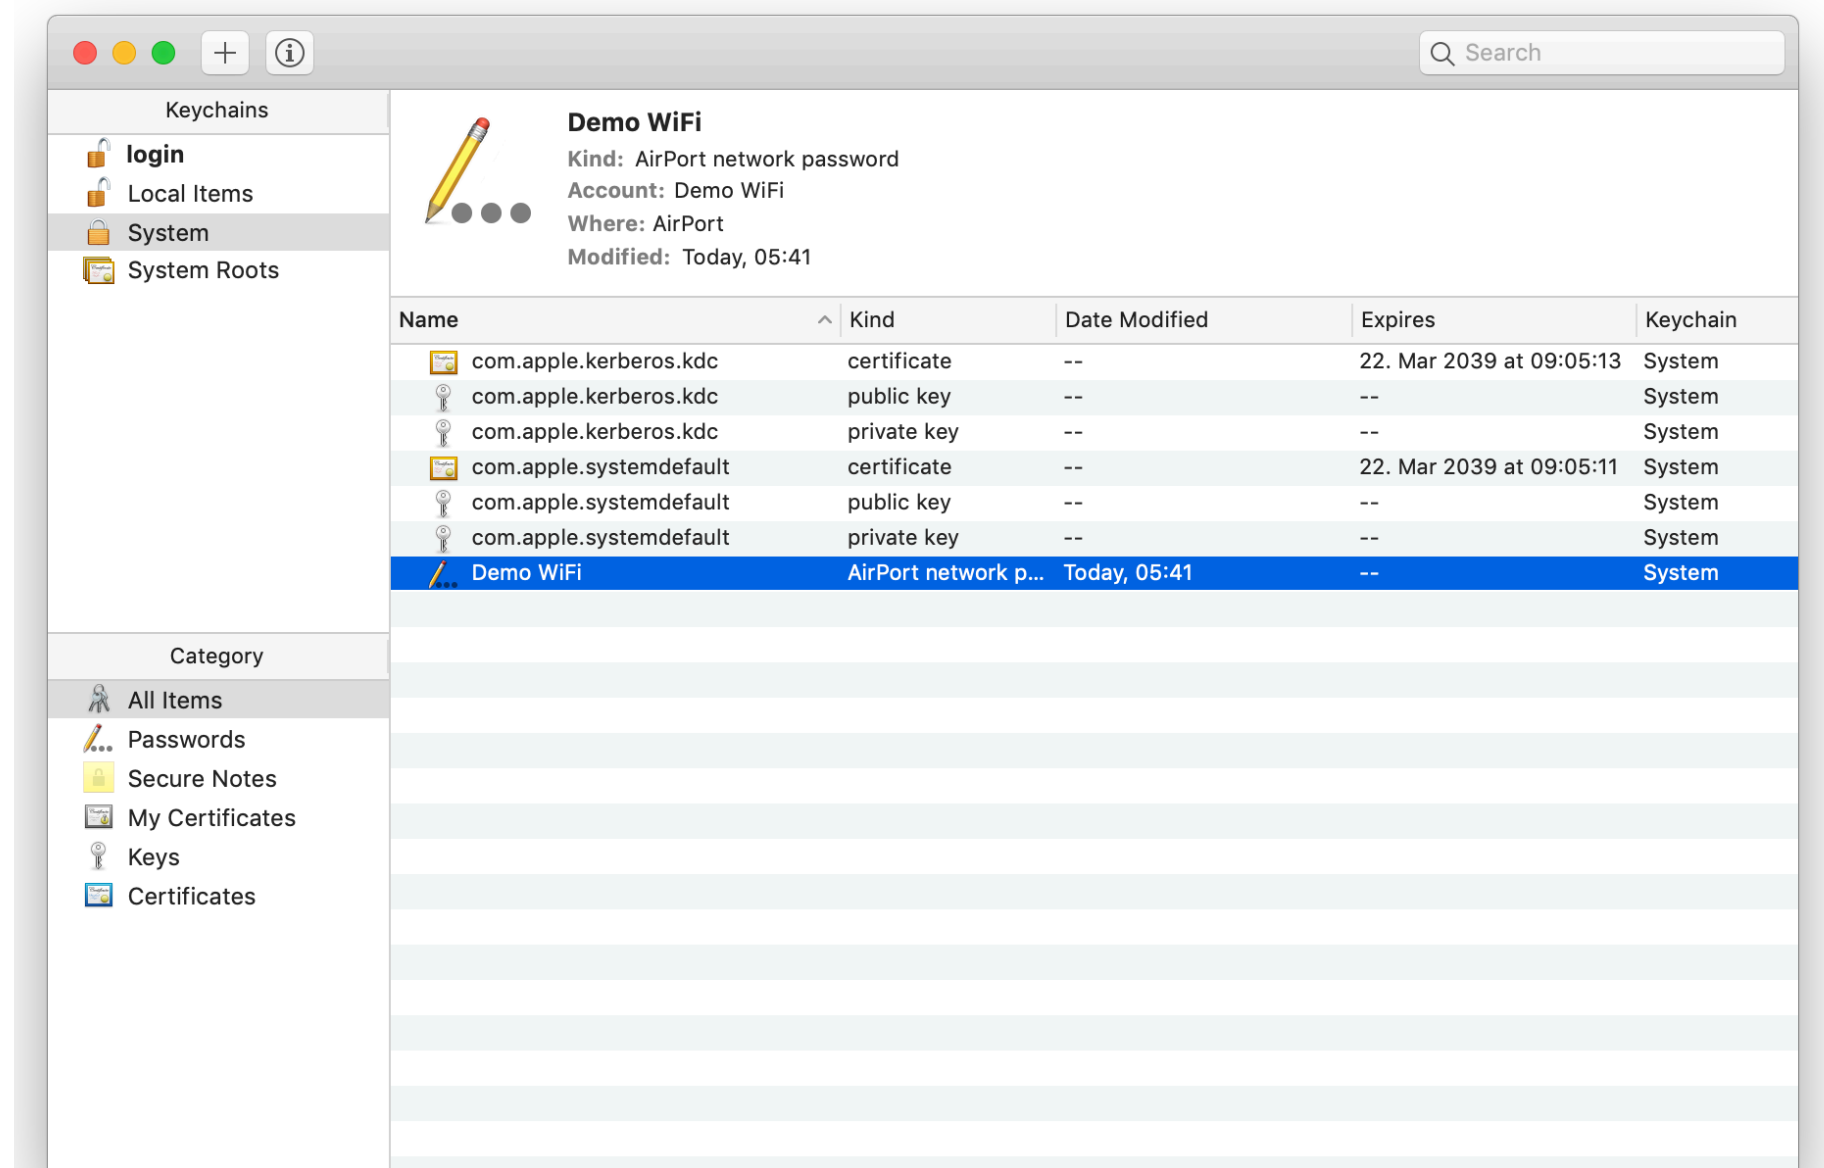 Search
Keychains
login
Local Items
System
System Roots
Demo WiFi
Kind: AirPort network password
Account: Demo WiFi
Where: AirPort
Modified: Today, 05:41
Name Kind Date Modified Expires Keychain
com.apple.kerberos.kdc certificate -- 22. Mar 2039 at 09:05:13 System
com.apple.kerberos.kdc public key -- -- System
com.apple.kerberos.kdc private key -- -- System
com.apple.systemdefault certificate -- 22. Mar 2039 at 09:05:11 System
com.apple.systemdefault public key -- -- System
com.apple.systemdefault private key -- -- System
Demo WiFi AirPort network p... Today, 05:41 -- System
Category
All Items
Passwords
Secure Notes
My Certificates
Keys
Certificates